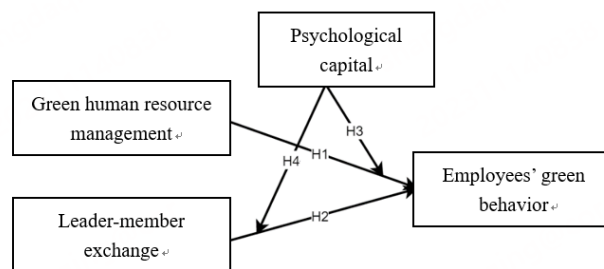 Psychological
capital
Green human resource
management
H3
H4
H1
Employees' green
behavior
Leader-member
exchange
H2